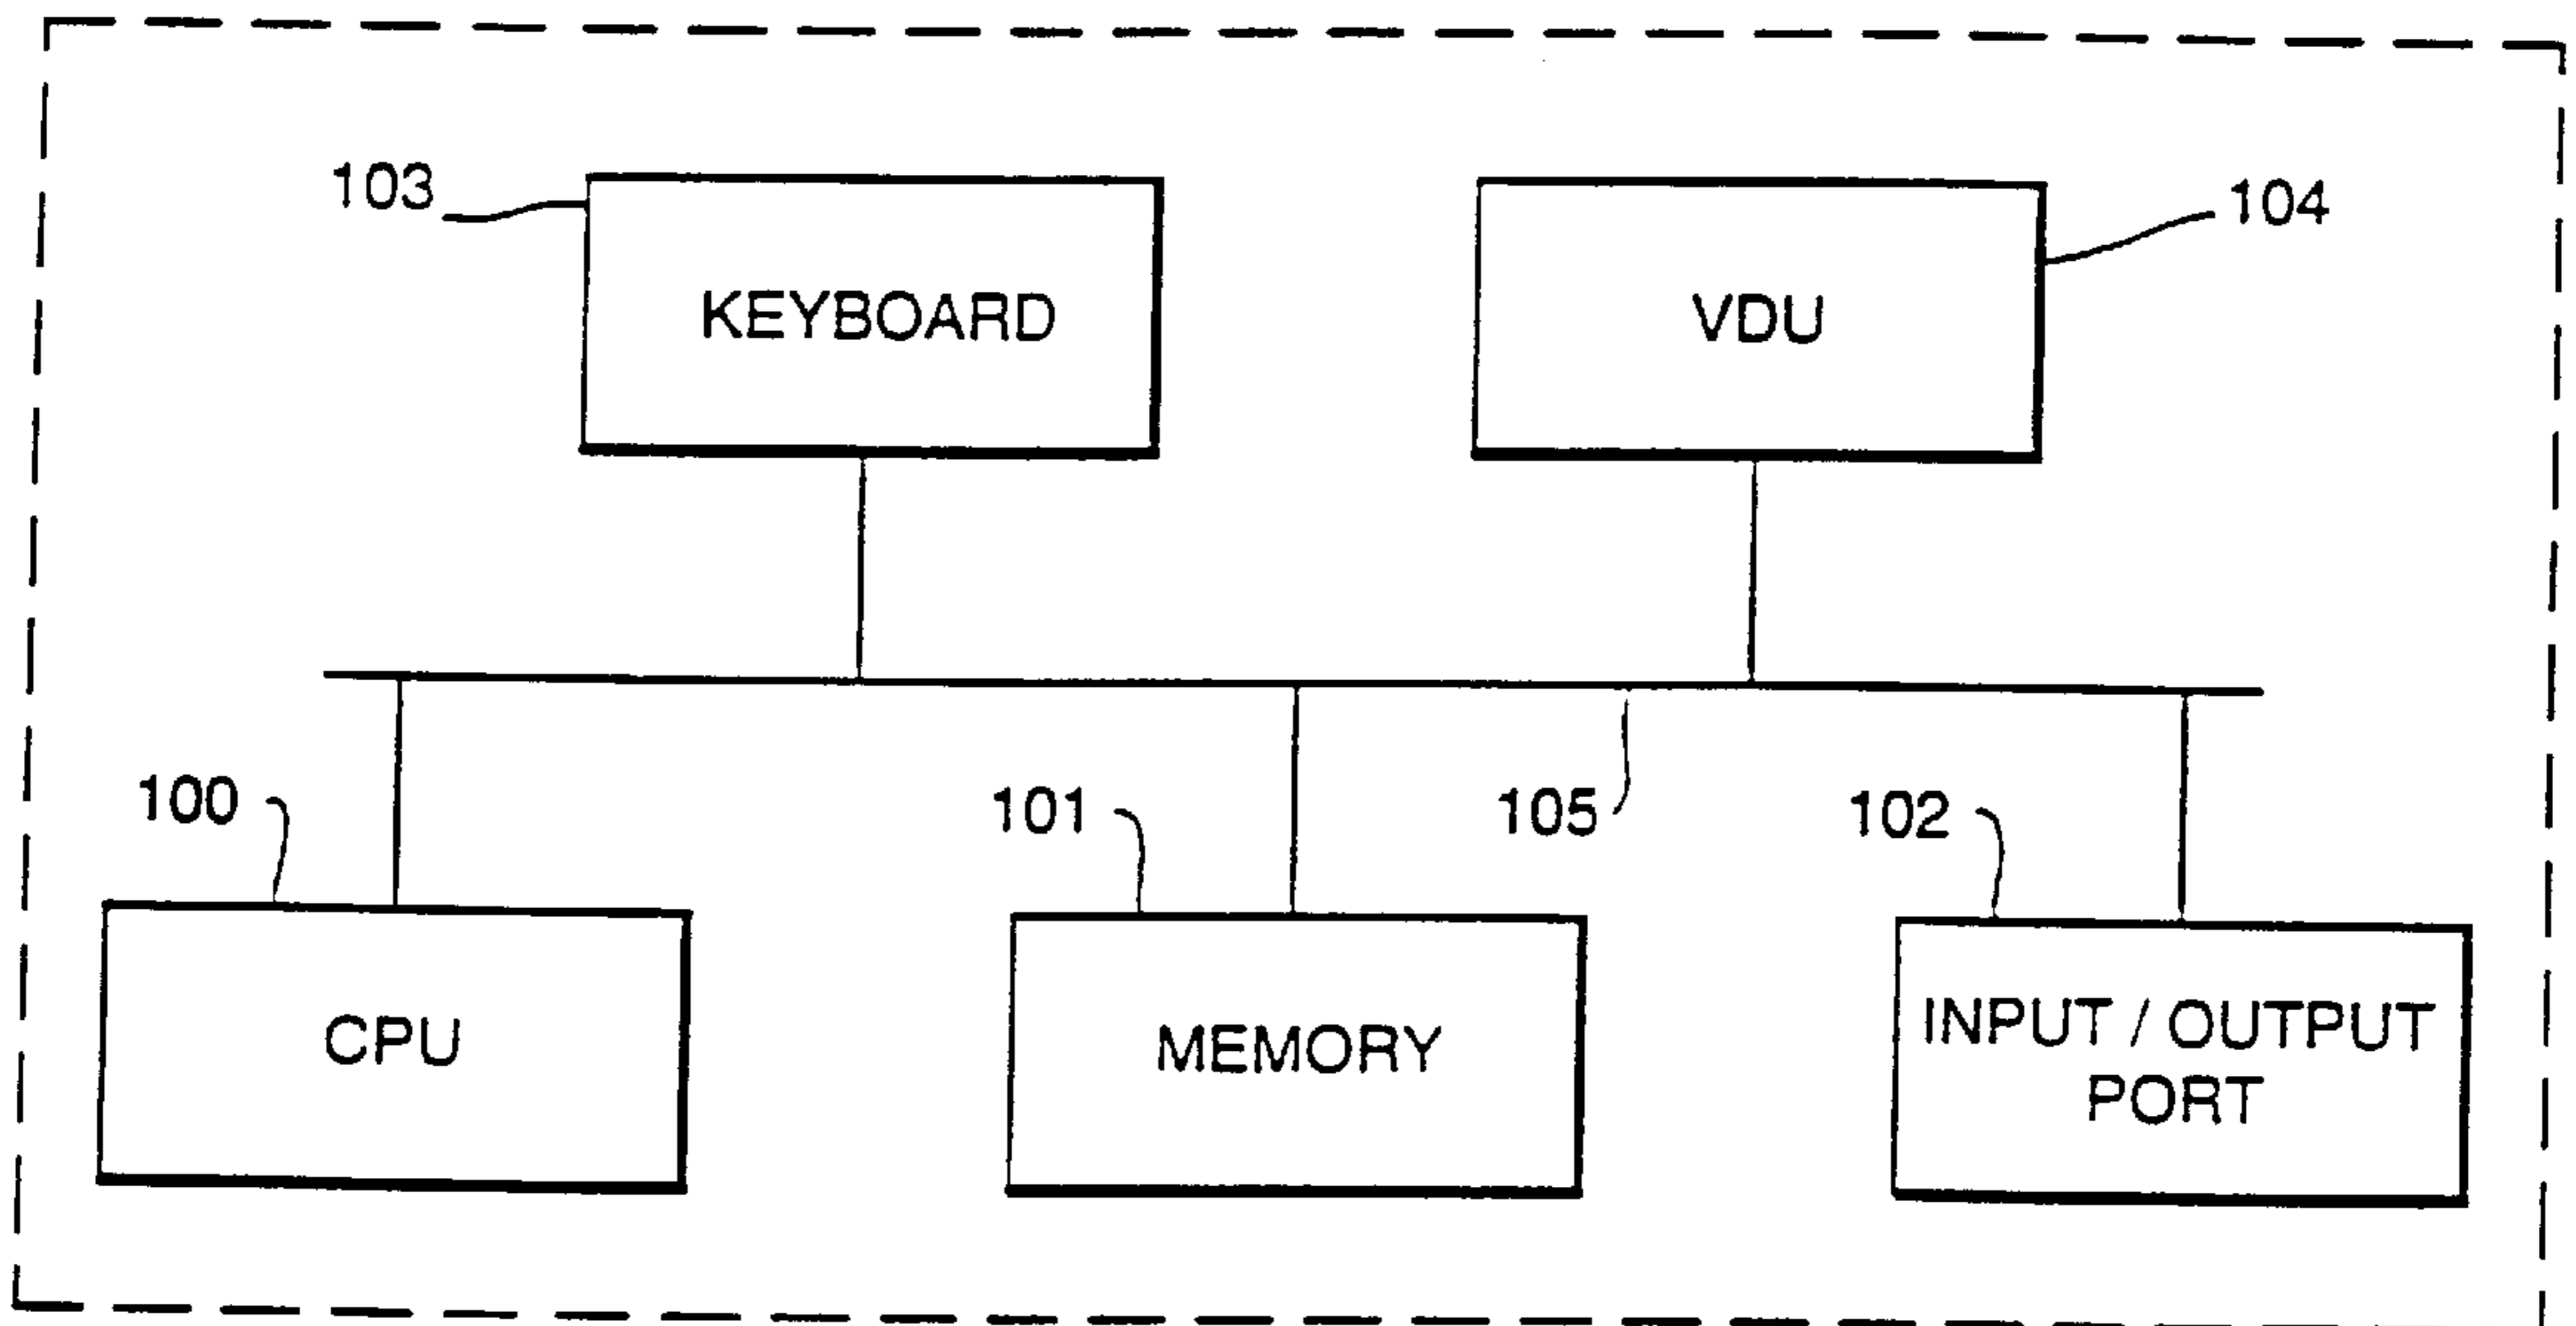 103
104
KEYBOARD
VDU
100
101
105
102
CPU
MEMORY
INPUT / OUTPUT
PORT